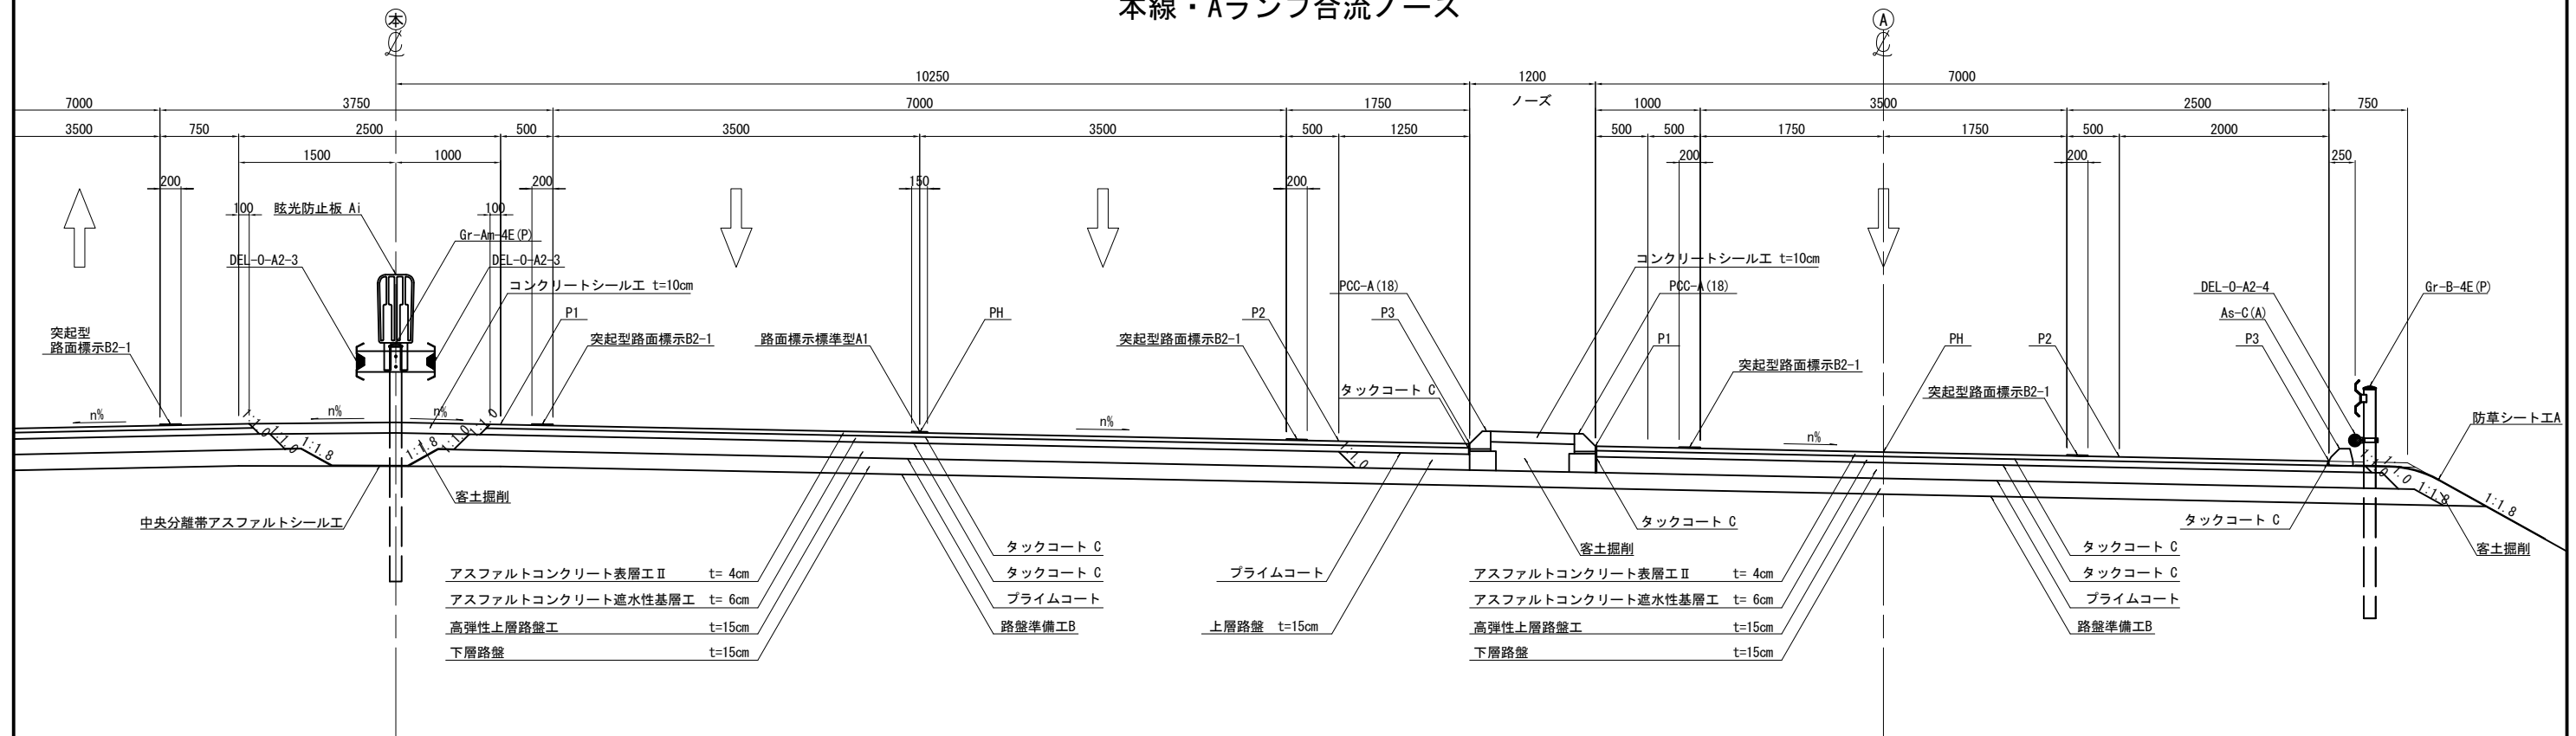 本線・Aランプ合流ノーズ
本
A
10250
1200
7000
7000
3750
7000
1750
ノーズ
1000
3500
2500
750
3500
750
2500
500
3500
3500
500
1250
500
500
1750
1750
500
2000
1500
1000
200
200
250
200
200
150
200
100
眩光防止板 Ai
100
Gr-Am-4E(P)
DEL-O-A2-3
DEL-O-A2-3
コンクリートシール工 t=10cm
コンクリートシール工 t=10cm
PCC-A(18)
PCC-A(18)
DEL-O-A2-4
Gr-B-4E(P)
突起型
路面標示B2-1
P1
突起型路面標示B2-1
路面標示標準型A1
PH
突起型路面標示B2-1
P2
P3
P1
突起型路面標示B2-1
PH
P2
突起型路面標示B2-1
As-C(A)
P3
タックコート C
防草シート工A
n%
n%
n%
n%
n%
1:1.0
1:1.0
1:1.8
1:1.8
1:1.0
1:1.0
1:1.0
1:1.0
1:1.0
1:1.8
1:1.8
客土掘削
中央分離帯アスファルトシール工
タックコート C
タックコート C
客土掘削
客土掘削
タックコート C
タックコート C
プライムコート
路盤準備工B
アスファルトコンクリート表層工Ⅱ t= 4cm
アスファルトコンクリート遮水性基層工 t= 6cm
高弾性上層路盤工 t=15cm
下層路盤 t=15cm
プライムコート
上層路盤 t=15cm
アスファルトコンクリート表層工Ⅱ t= 4cm
アスファルトコンクリート遮水性基層工 t= 6cm
高弾性上層路盤工 t=15cm
下層路盤 t=15cm
タックコート C
タックコート C
プライムコート
路盤準備工B